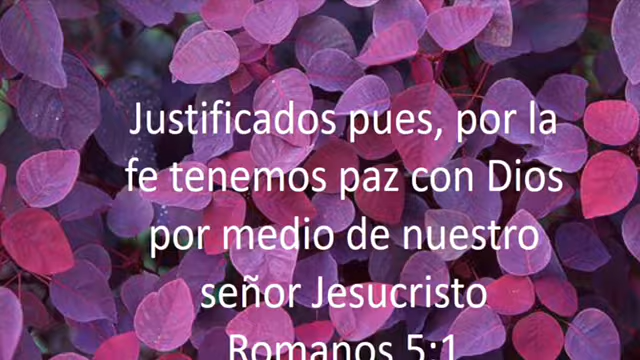 Justificados pues, por la
fe tenemos paz con Dios
por medio de nuestro
señor Jesucristo
Romanos 5:1